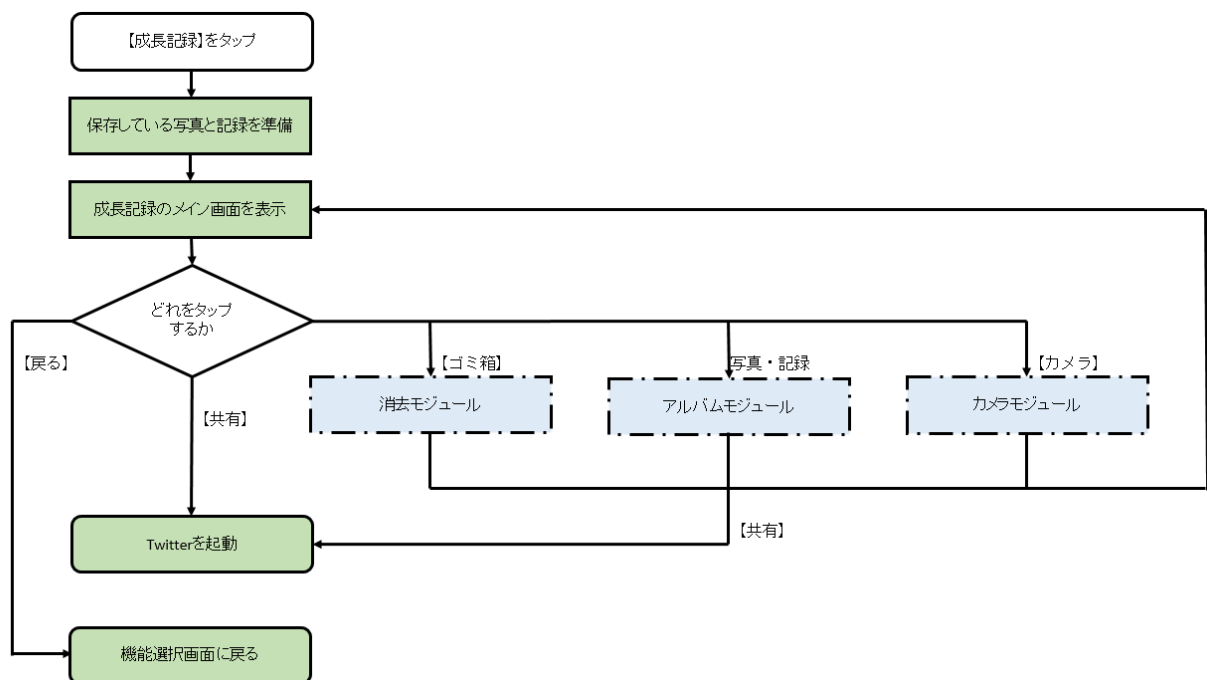 【成長記録】をタップ
保存している写真と記録を準備
成長記録のメイン画面を表示
どれをタップ
するか
【戻る】
【ゴミ箱】
写真・記録
【カメラ】
消去モジュール
アルバムモジュール
カメラモジュール
【共有】
【共有】
Twitterを起動
機能選択画面に戻る